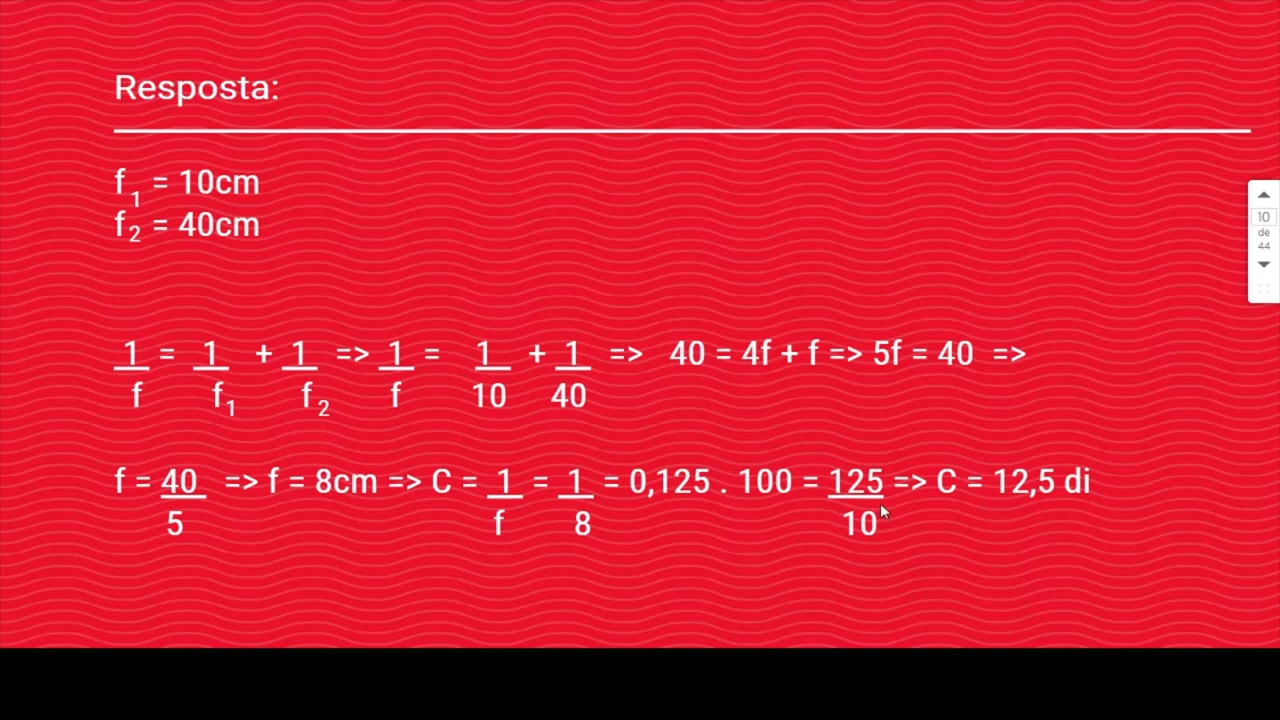 Resposta:
f1 = 10cm
f2 = 40cm
1/f = 1/f1 + 1/f2 => 1/f = 1/10 + 1/40 => 40 = 4f + f => 5f = 40 =>
f = 40/5 => f = 8cm => C = 1/f = 1/8 = 0,125 . 100 = 125/10 => C = 12,5 di
10
de
44